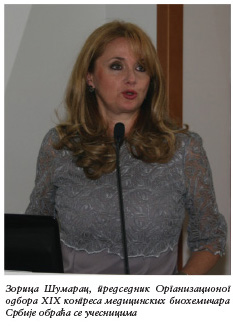 Зорица Шумарац, председник Организационог
одбора XIX конгреса медицинских биохемичара
Србије обраћа се учесницима